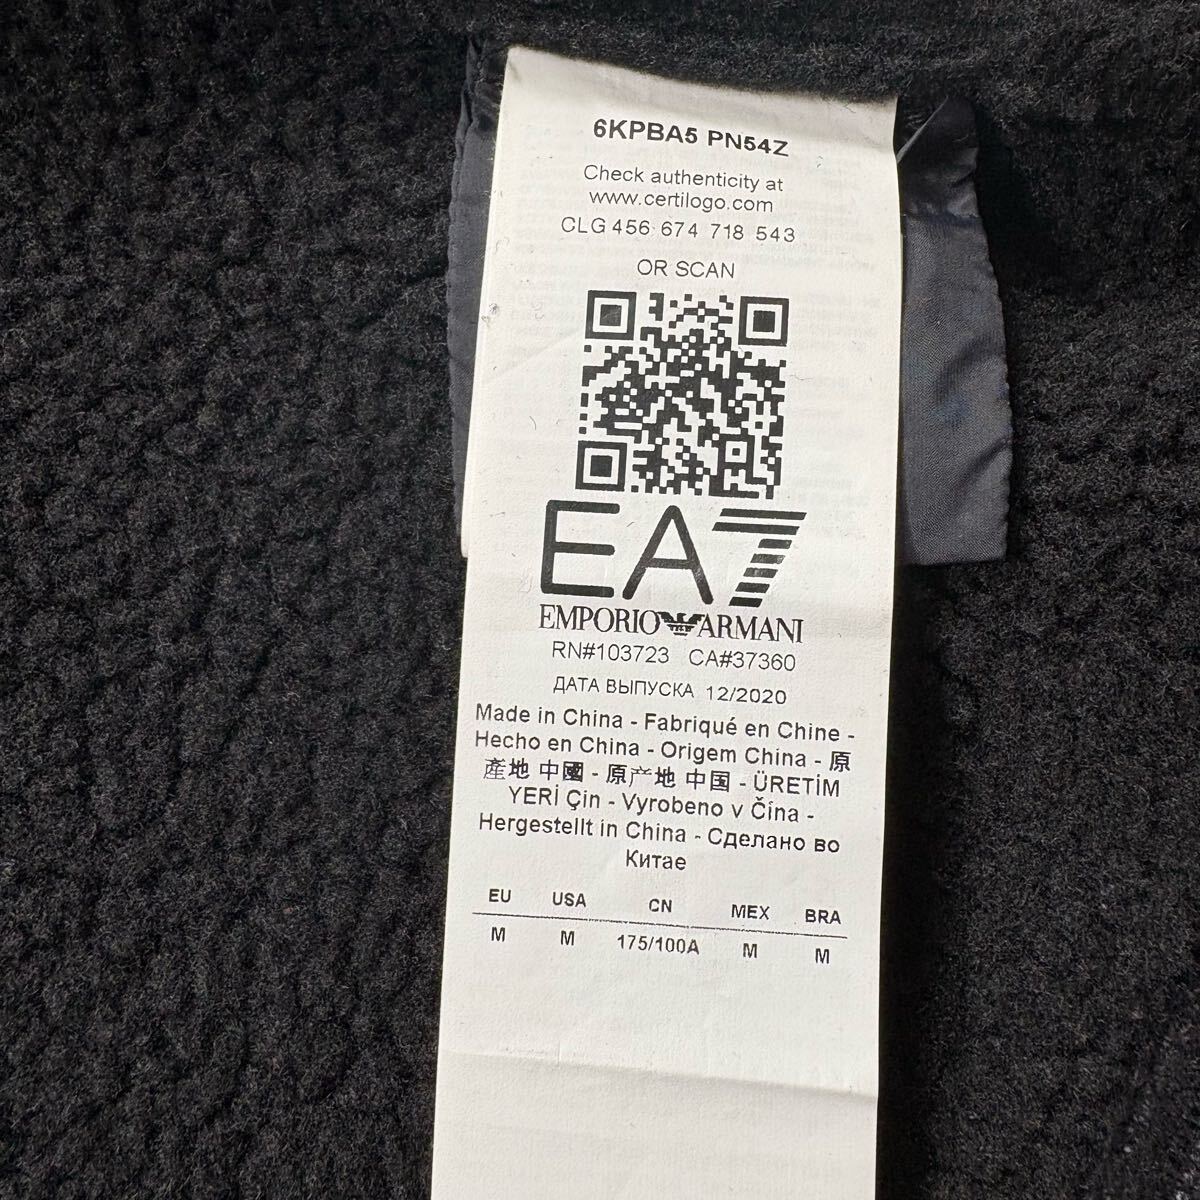 6KPBA5 PN54Z
Check authenticity at
www.certilogo.com
CLG 456 674 718 543
OR SCAN
EA7
EMPORIO ARMANI
RN#103723 CA#37360
ДАТА ВЫПУСКА 12/2020
Made in China - Fabriqué en Chine -
Hecho en China - Origem China - 原
產地 中國 - 原产地 中国 - ÜRETİM
YERİ Çin - Vyrobeno v Čína -
Hergestellt in China - Сделано во
Китае
EU USA CN MEX BRA
M M 175/100A M M